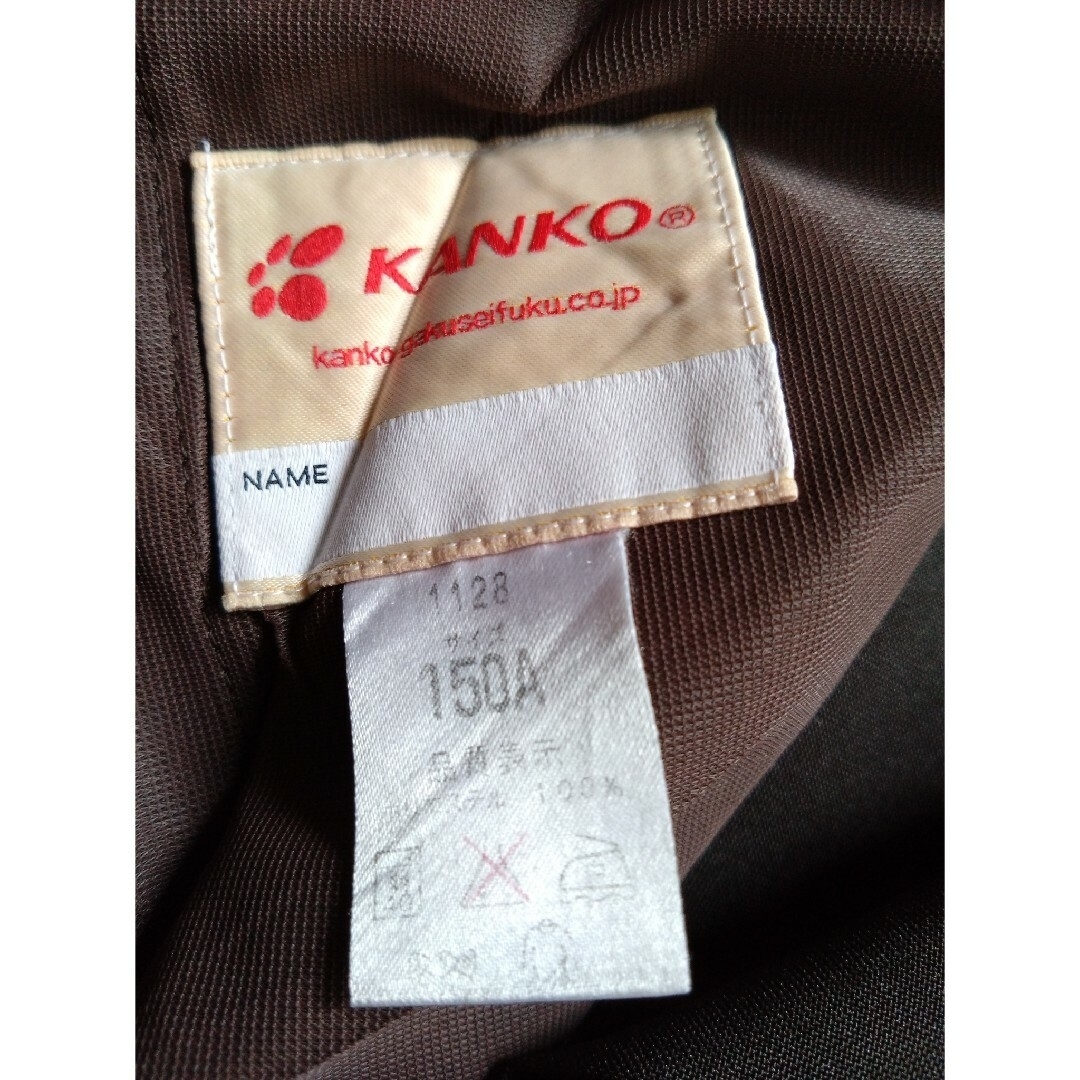 KANKO®
kanko-gakuseifuku.co.jp
NAME
1128
サイズ
150A
品質表示
100%